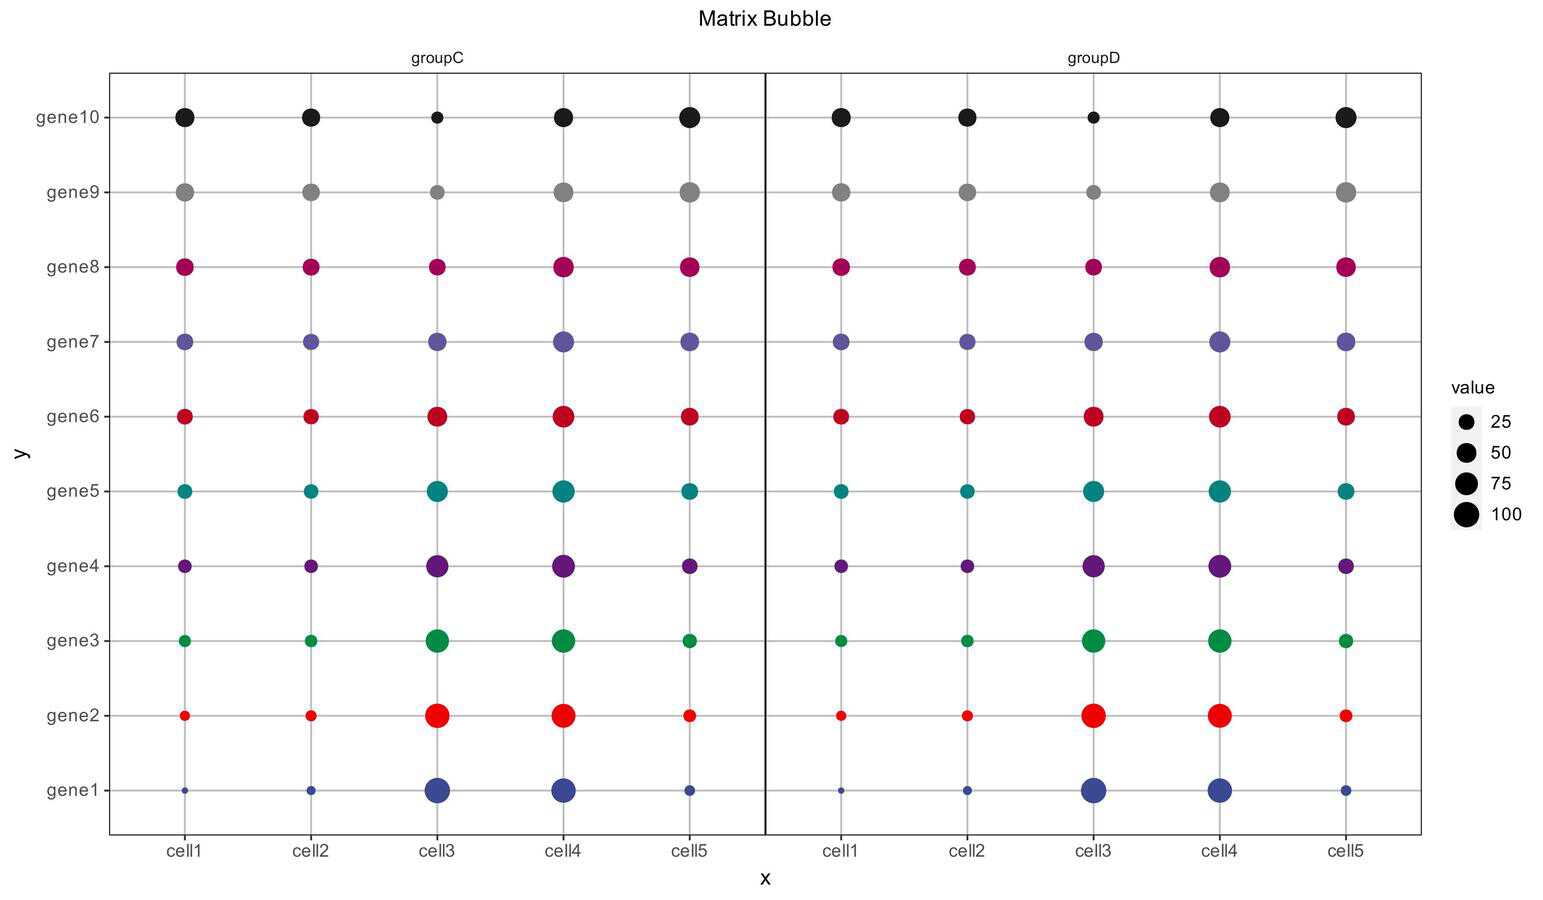 Matrix Bubble
groupC
groupD
gene10
gene9
gene8
gene7
gene6
gene5
gene4
gene3
gene2
gene1
y
cell1 cell2 cell3 cell4 cell5 cell1 cell2 cell3 cell4 cell5
x
value
25
50
75
100